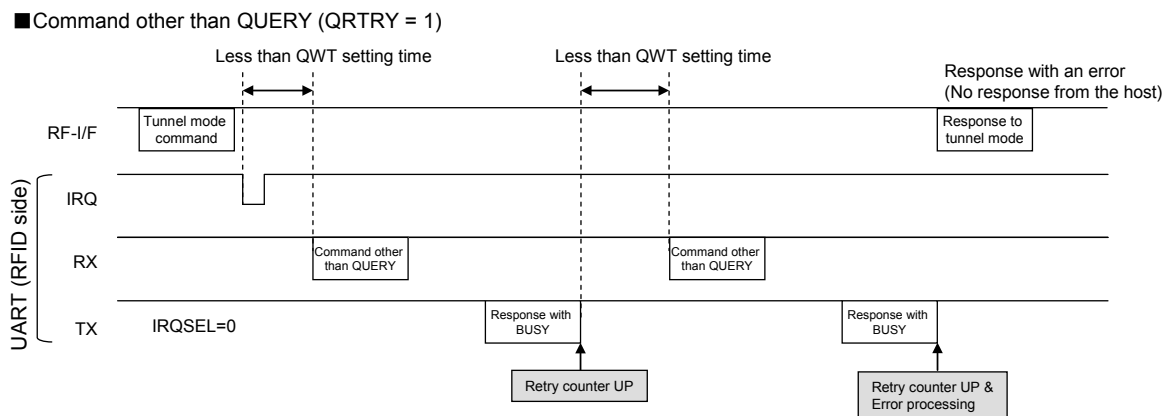 ■Command other than QUERY (QRTRY = 1)
Less than QWT setting time
Less than QWT setting time
Response with an error
(No response from the host)
RF-I/F
Tunnel mode
command
Response to
tunnel mode
UART (RFID side)
IRQ
RX
Command other
than QUERY
Command other
than QUERY
TX
IRQSEL=0
Response with
BUSY
Response with
BUSY
Retry counter UP
Retry counter UP &
Error processing